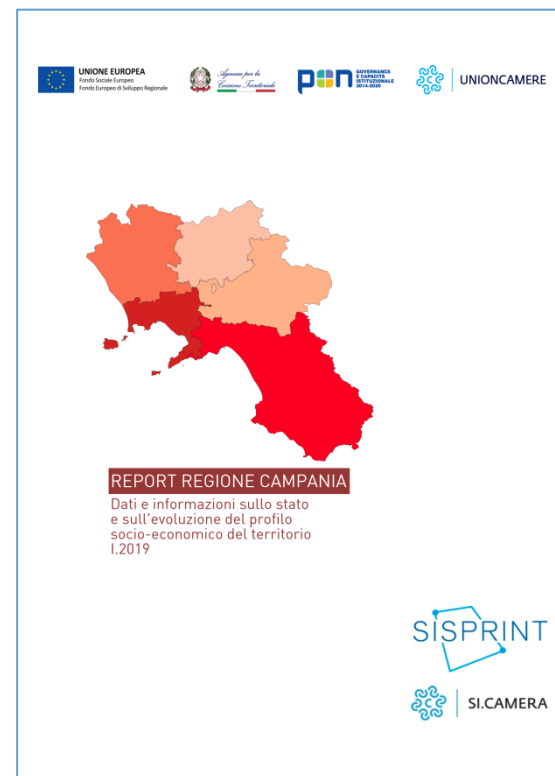 UNIONE EUROPEA
Fondo Sociale Europeo
Fondo Europeo di Sviluppo Regionale
Agenzia per la
Coesione Territoriale
pon
GOVERNANCE
E CAPACITÀ
ISTITUZIONALE
2014-2020
UNIONCAMERE
REPORT REGIONE CAMPANIA
Dati e informazioni sullo stato
e sull'evoluzione del profilo
socio-economico del territorio
I.2019
SISPRINT
SI.CAMERA